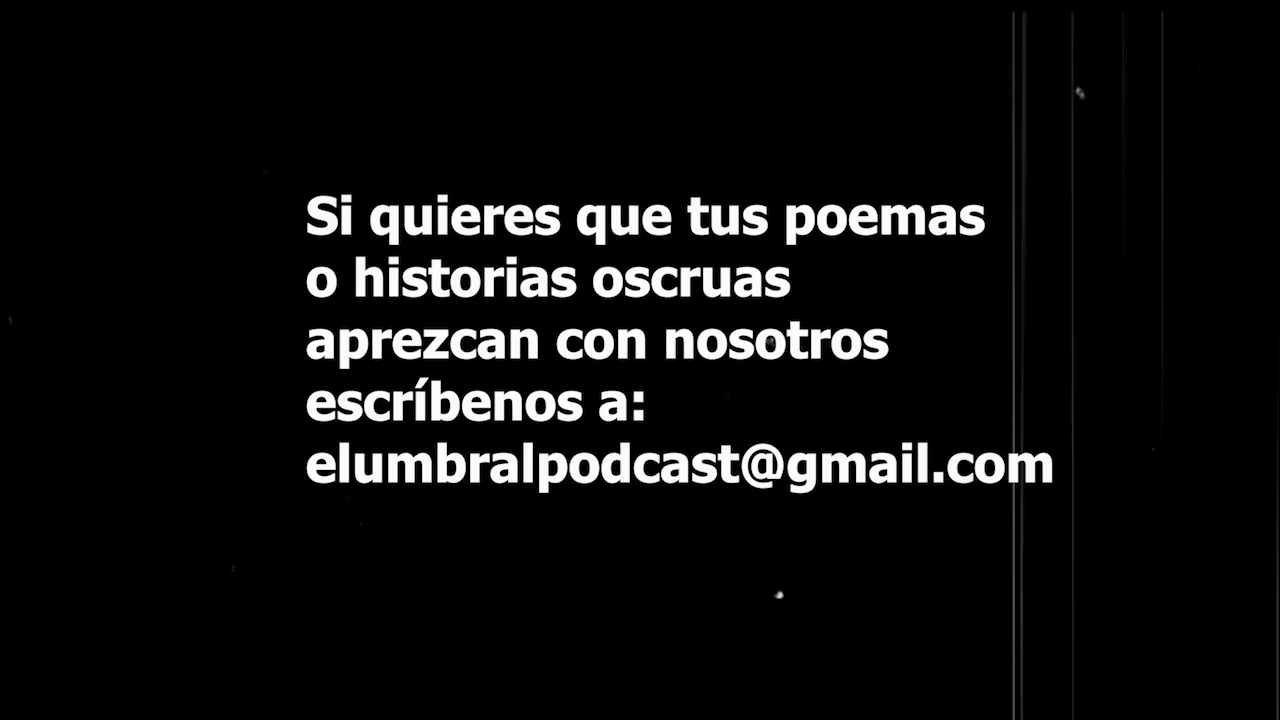 Si quieres que tus poemas
o historias oscruas
aprezcan con nosotros
escríbenos a:
elumbralpodcast@gmail.com